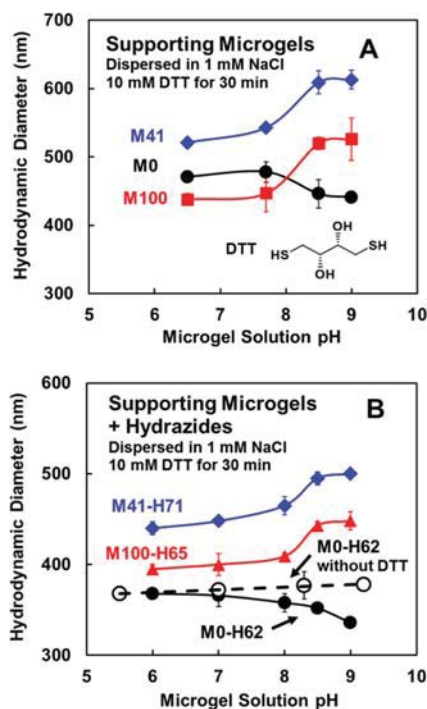 700
600
500
400
300
5 6 7 8 9 10
Hydrodynamic Diameter (nm)
Microgel Solution pH
Supporting Microgels
Dispersed in 1 mM NaCl
10 mM DTT for 30 min
A
M41
M0
M100
DTT
HS
OH
OH
SH
600
500
400
300
5 6 7 8 9 10
Hydrodynamic Diameter (nm)
Microgel Solution pH
Supporting Microgels
+ Hydrazides
Dispersed in 1 mM NaCl
10 mM DTT for 30 min
B
M41-H71
M100-H65
M0-H62
without DTT
M0-H62